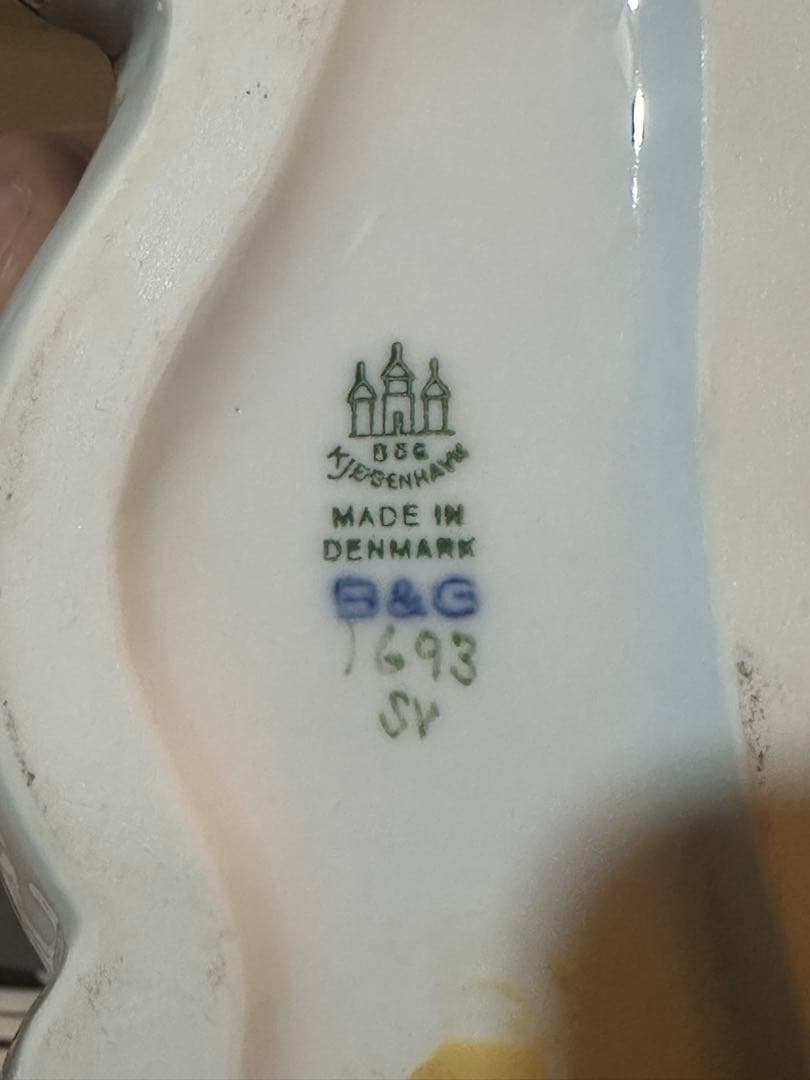 B&G
KJØBENHAVN
MADE IN
DENMARK
B&G
1693
SV